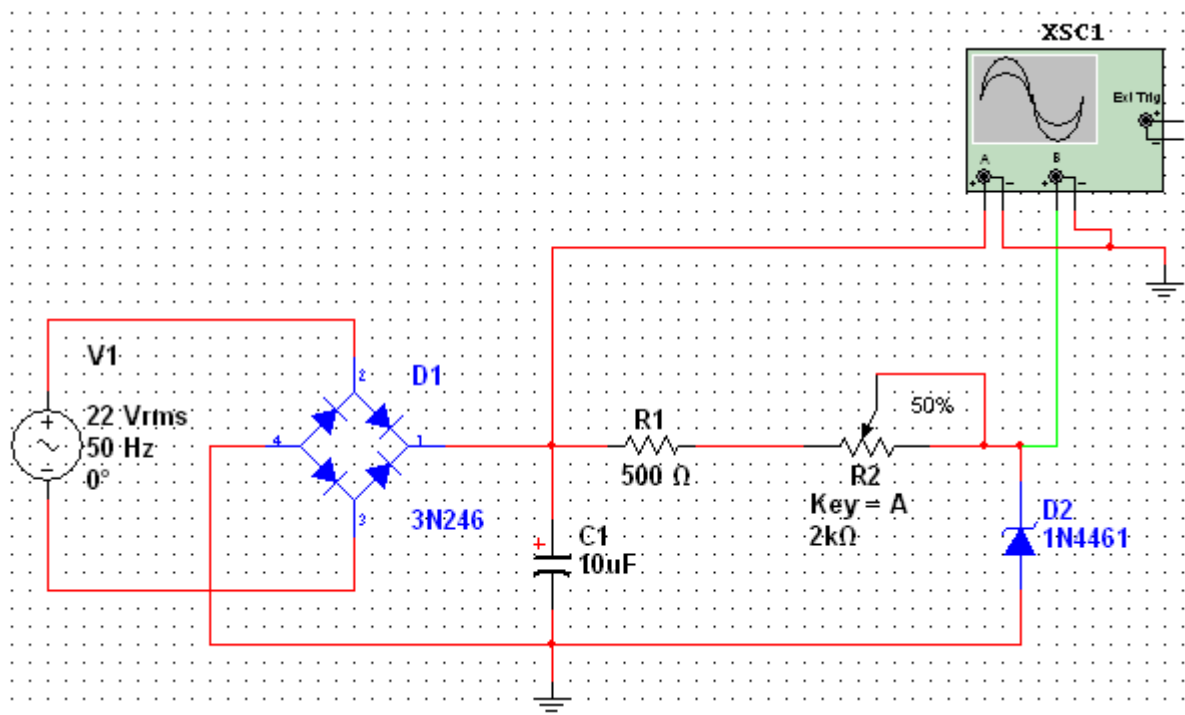 XSC1
Ext Trig
+
−
A
B
+ −
+ −
V1
22 Vrms
50 Hz
0°
+
−
D1
2
4
1
3
3N246
R1
500 Ω
50%
R2
Key = A
2kΩ
+
C1
10uF
D2
1N4461